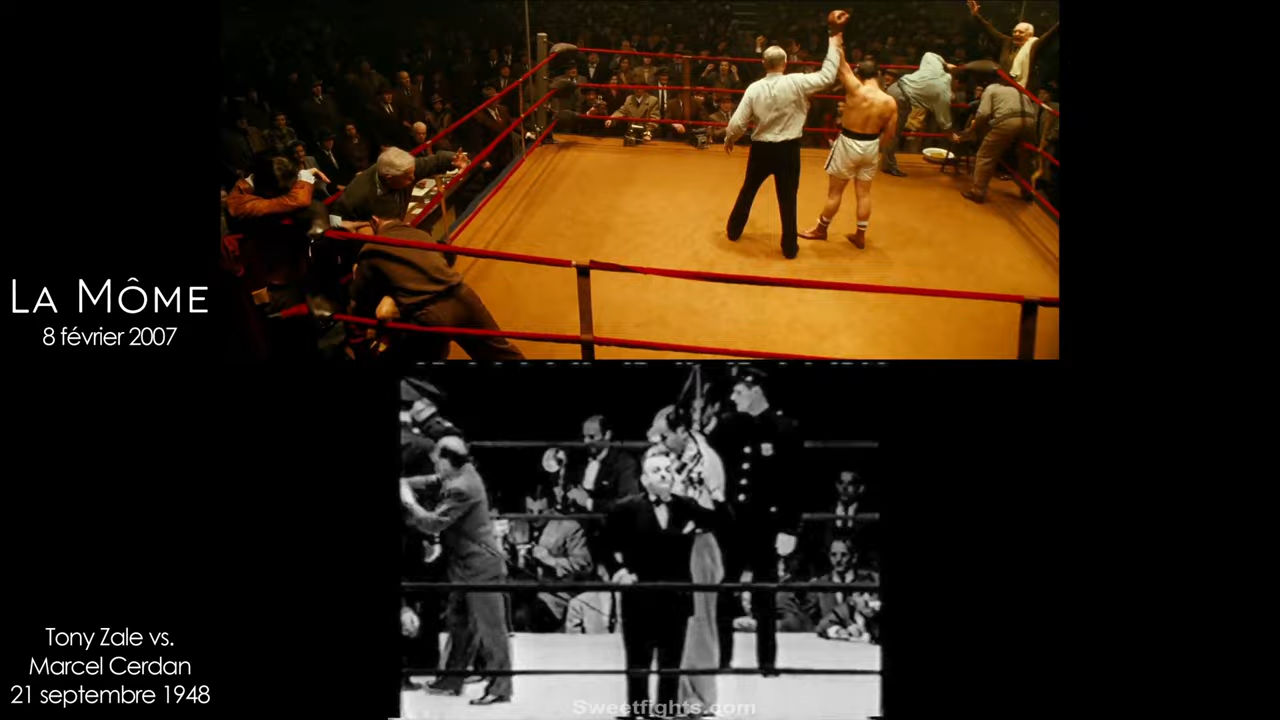 La Môme
8 février 2007
Tony Zale vs.
Marcel Cerdan
21 septembre 1948
Sweetfights.com